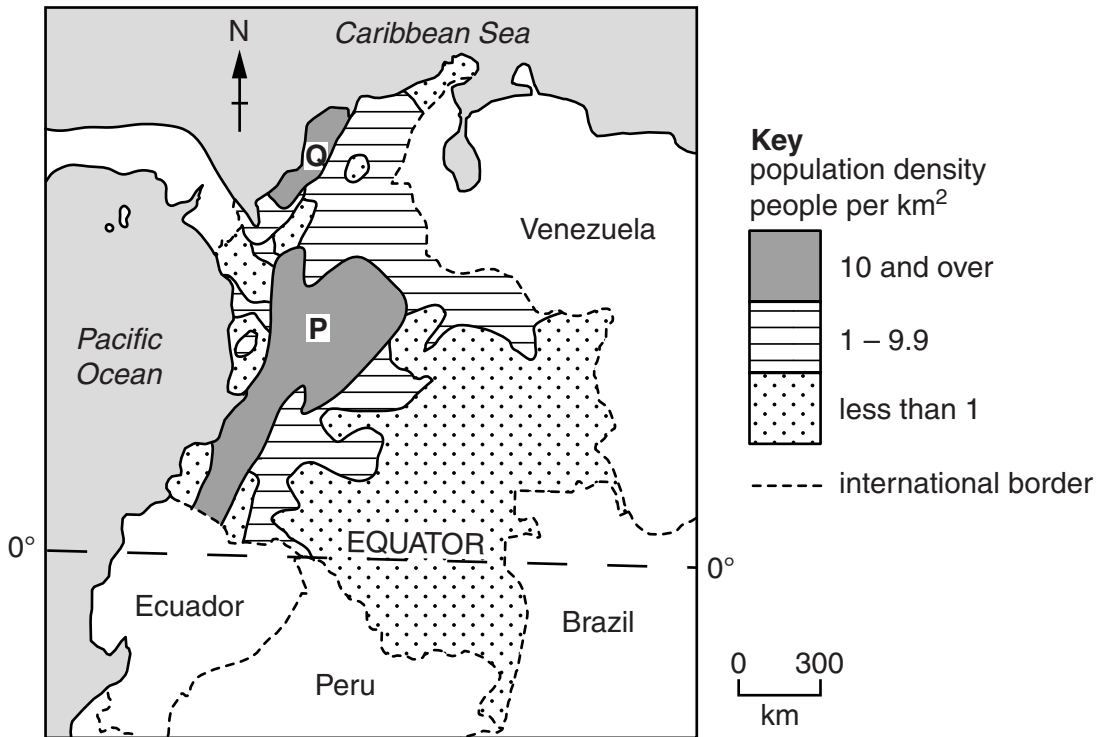 N
Caribbean Sea
Q
Venezuela
Pacific
Ocean
P
0°
EQUATOR
0°
Ecuador
Brazil
Peru
Key
population density
people per km²
10 and over
1 – 9.9
less than 1
international border
0 300
km